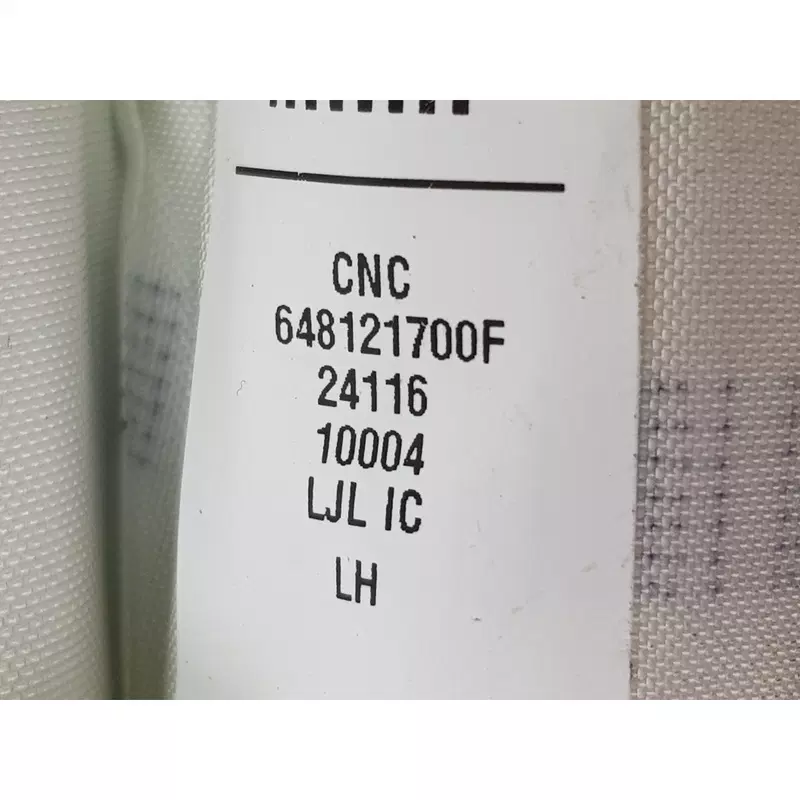 CNC
648121700F
24116
10004
LJL IC
LH